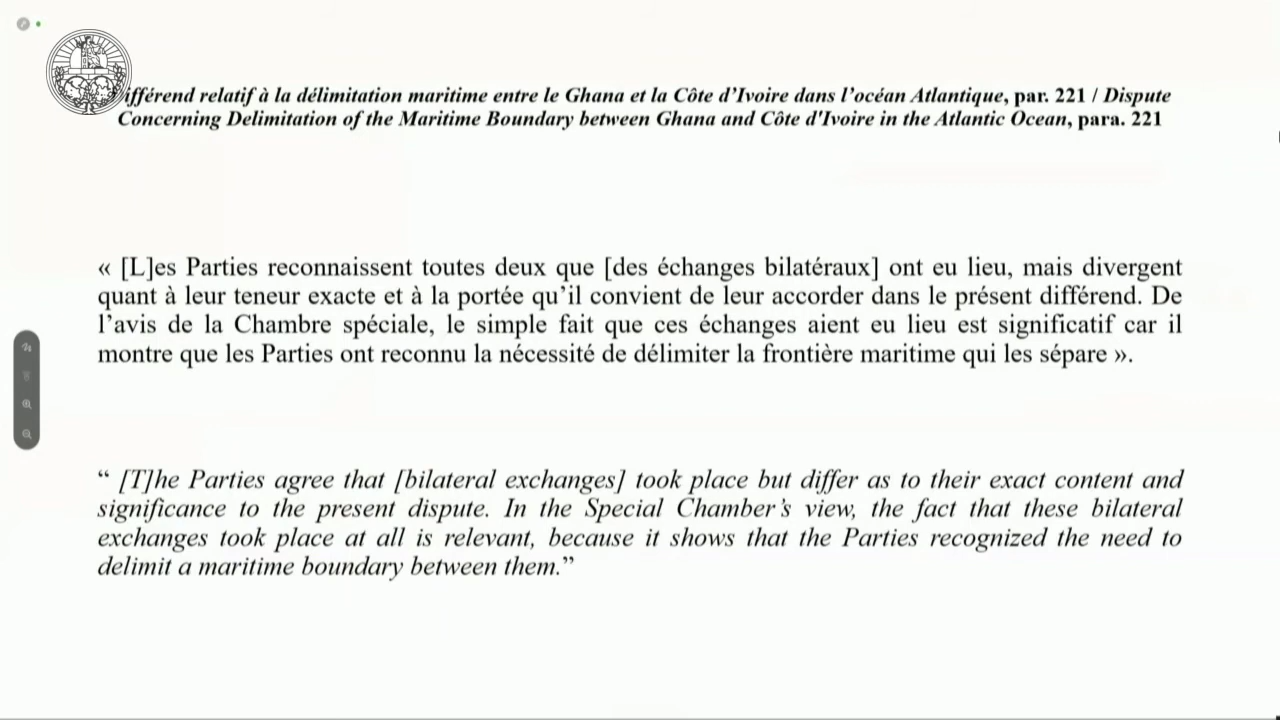 ifférend relatif à la délimitation maritime entre le Ghana et la Côte d’Ivoire dans l’océan Atlantique, par. 221 / Dispute
Concerning Delimitation of the Maritime Boundary between Ghana and Côte d'Ivoire in the Atlantic Ocean, para. 221
« [L]es Parties reconnaissent toutes deux que [des échanges bilatéraux] ont eu lieu, mais divergent
quant à leur teneur exacte et à la portée qu’il convient de leur accorder dans le présent différend. De
l’avis de la Chambre spéciale, le simple fait que ces échanges aient eu lieu est significatif car il
montre que les Parties ont reconnu la nécessité de délimiter la frontière maritime qui les sépare ».
“ [T]he Parties agree that [bilateral exchanges] took place but differ as to their exact content and
significance to the present dispute. In the Special Chamber’s view, the fact that these bilateral
exchanges took place at all is relevant, because it shows that the Parties recognized the need to
delimit a maritime boundary between them.”